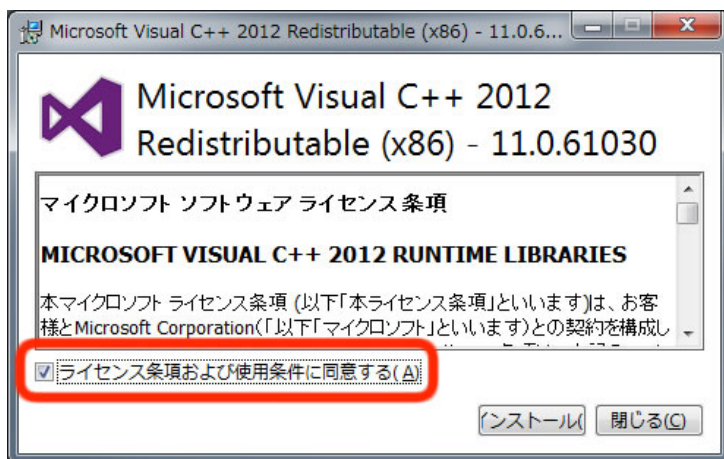 Microsoft Visual C++ 2012 Redistributable (x86) - 11.0.6...
Microsoft Visual C++ 2012
Redistributable (x86) - 11.0.61030
マイクロソフト ソフトウェア ライセンス条項
MICROSOFT VISUAL C++ 2012 RUNTIME LIBRARIES
本マイクロソフト ライセンス条項 (以下「本ライセンス条項」といいます)は、お客
様とMicrosoft Corporation(「以下「マイクロソフト」といいます)との契約を構成し
ライセンス条項および使用条件に同意する(A)
インストール(
閉じる(C)